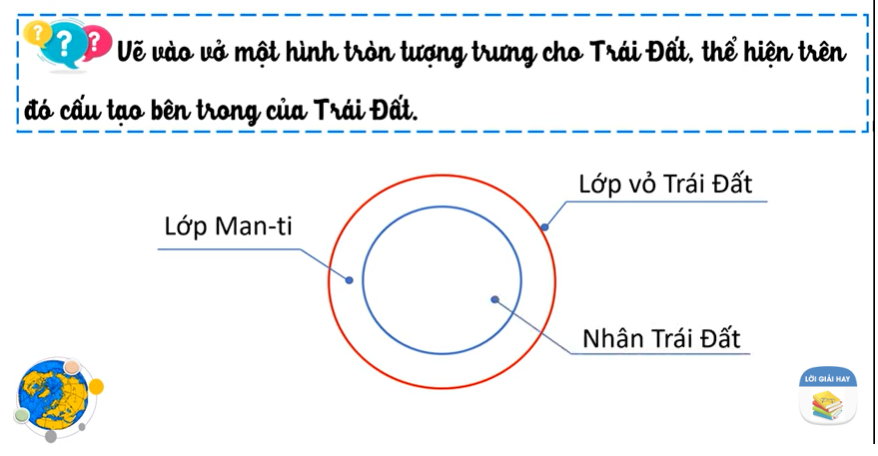 ? ? ?
Vẽ vào vở một hình tròn tượng trưng cho Trái Đất, thể hiện trên
đó cấu tạo bên trong của Trái Đất.
Lớp vỏ Trái Đất
Lớp Man-ti
Nhân Trái Đất
LỜI GIẢI HAY